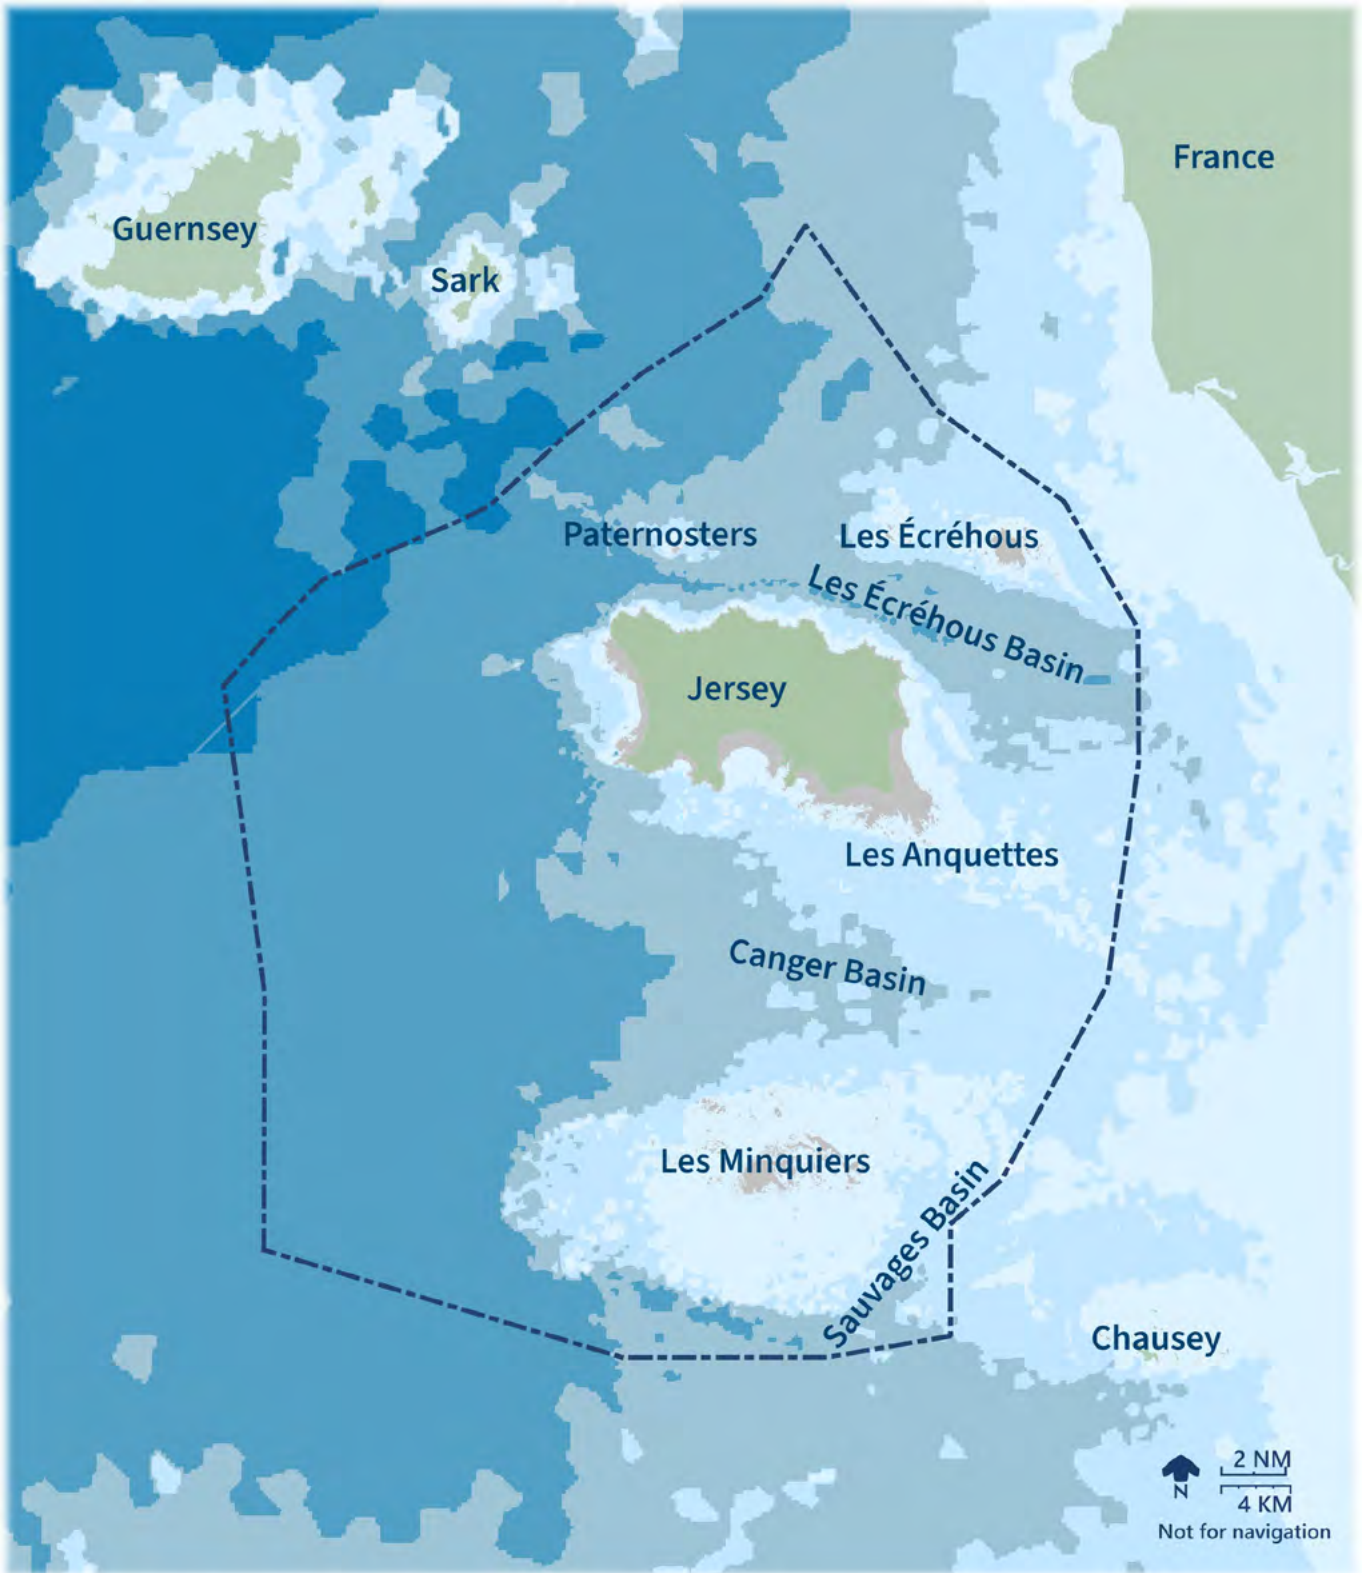 France
Guernsey
Sark
Paternosters
Les Écréhous
Les Écréhous Basin
Jersey
Les Anquettes
Canger Basin
Les Minquiers
Sauvages Basin
Chausey
2 NM
N
4 KM
Not for navigation